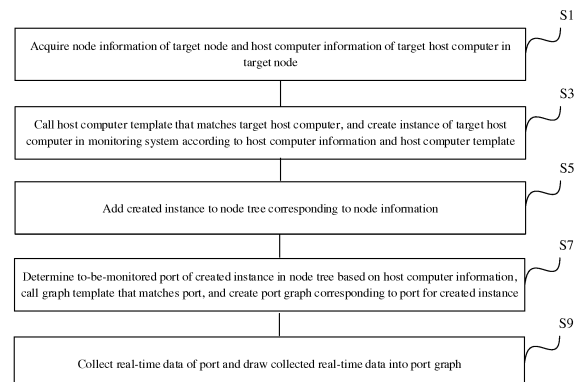 S1
Acquire node information of target node and host computer information of target host computer in
target node
S3
Call host computer template that matches target host computer, and create instance of target host
computer in monitoring system according to host computer information and host computer template
S5
Add created instance to node tree corresponding to node information
S7
Determine to-be-monitored port of created instance in node tree based on host computer information,
call graph template that matches port, and create port graph corresponding to port for created instance
S9
Collect real-time data of port and draw collected real-time data into port graph